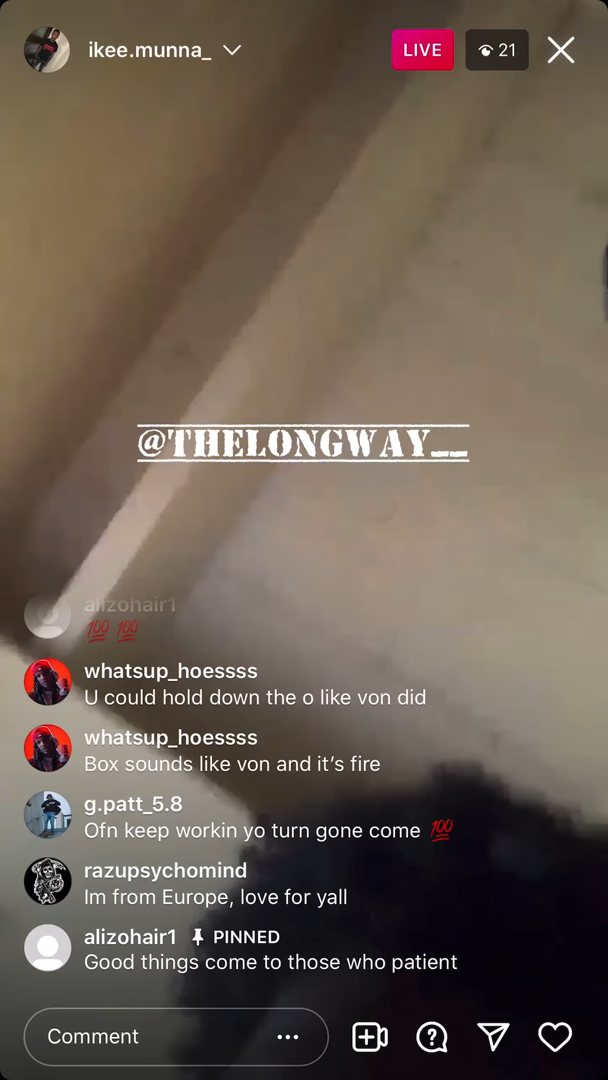 ikee.munna_
LIVE
21
@THELONGWAY__
alizohair1
💯 💯
whatsup_hoessss
U could hold down the o like von did
whatsup_hoessss
Box sounds like von and it’s fire
g.patt_5.8
Ofn keep workin yo turn gone come 💯
razupsychomind
Im from Europe, love for yall
alizohair1 PINNED
Good things come to those who patient
Comment